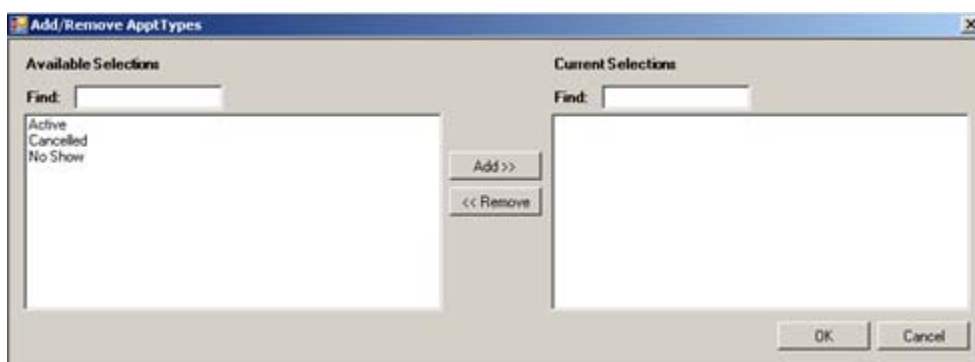 Add/Remove ApptTypes
Available Selections
Current Selections
Find:
Find:
Active
Cancelled
No Show
Add >>
<< Remove
OK
Cancel